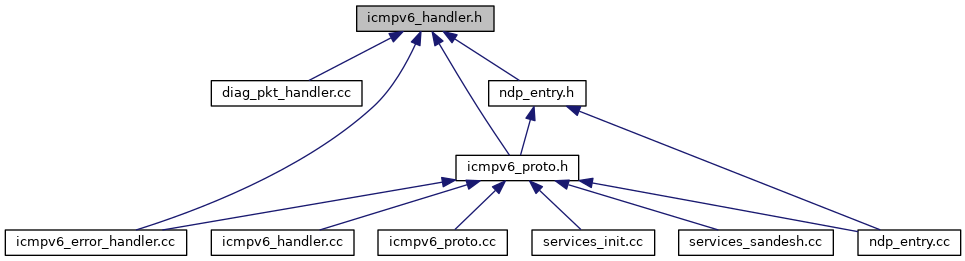 icmpv6_handler.h
diag_pkt_handler.cc
ndp_entry.h
icmpv6_proto.h
icmpv6_error_handler.cc
icmpv6_handler.cc
icmpv6_proto.cc
services_init.cc
services_sandesh.cc
ndp_entry.cc